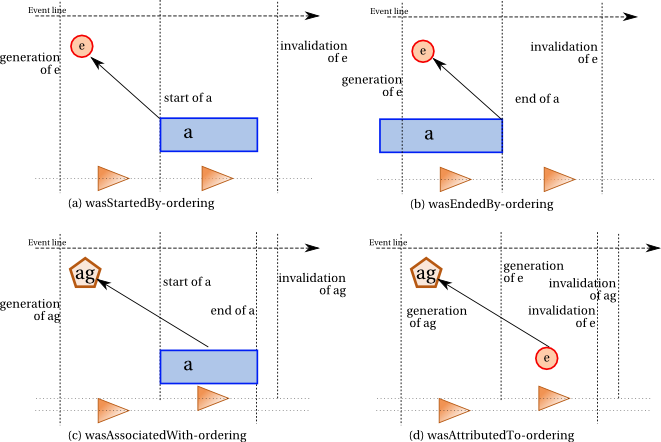 Event line
e
generation
of e
invalidation
of e
start of a
a
(a) wasStartedBy-ordering
Event line
e
invalidation
of e
generation
of e
end of a
a
(b) wasEndedBy-ordering
Event line
ag
start of a
invalidation
of ag
generation
of ag
end of a
a
(c) wasAssociatedWith-ordering
Event line
ag
generation
of e
invalidation
of ag
generation
of ag
invalidation
of e
e
(d) wasAttributedTo-ordering